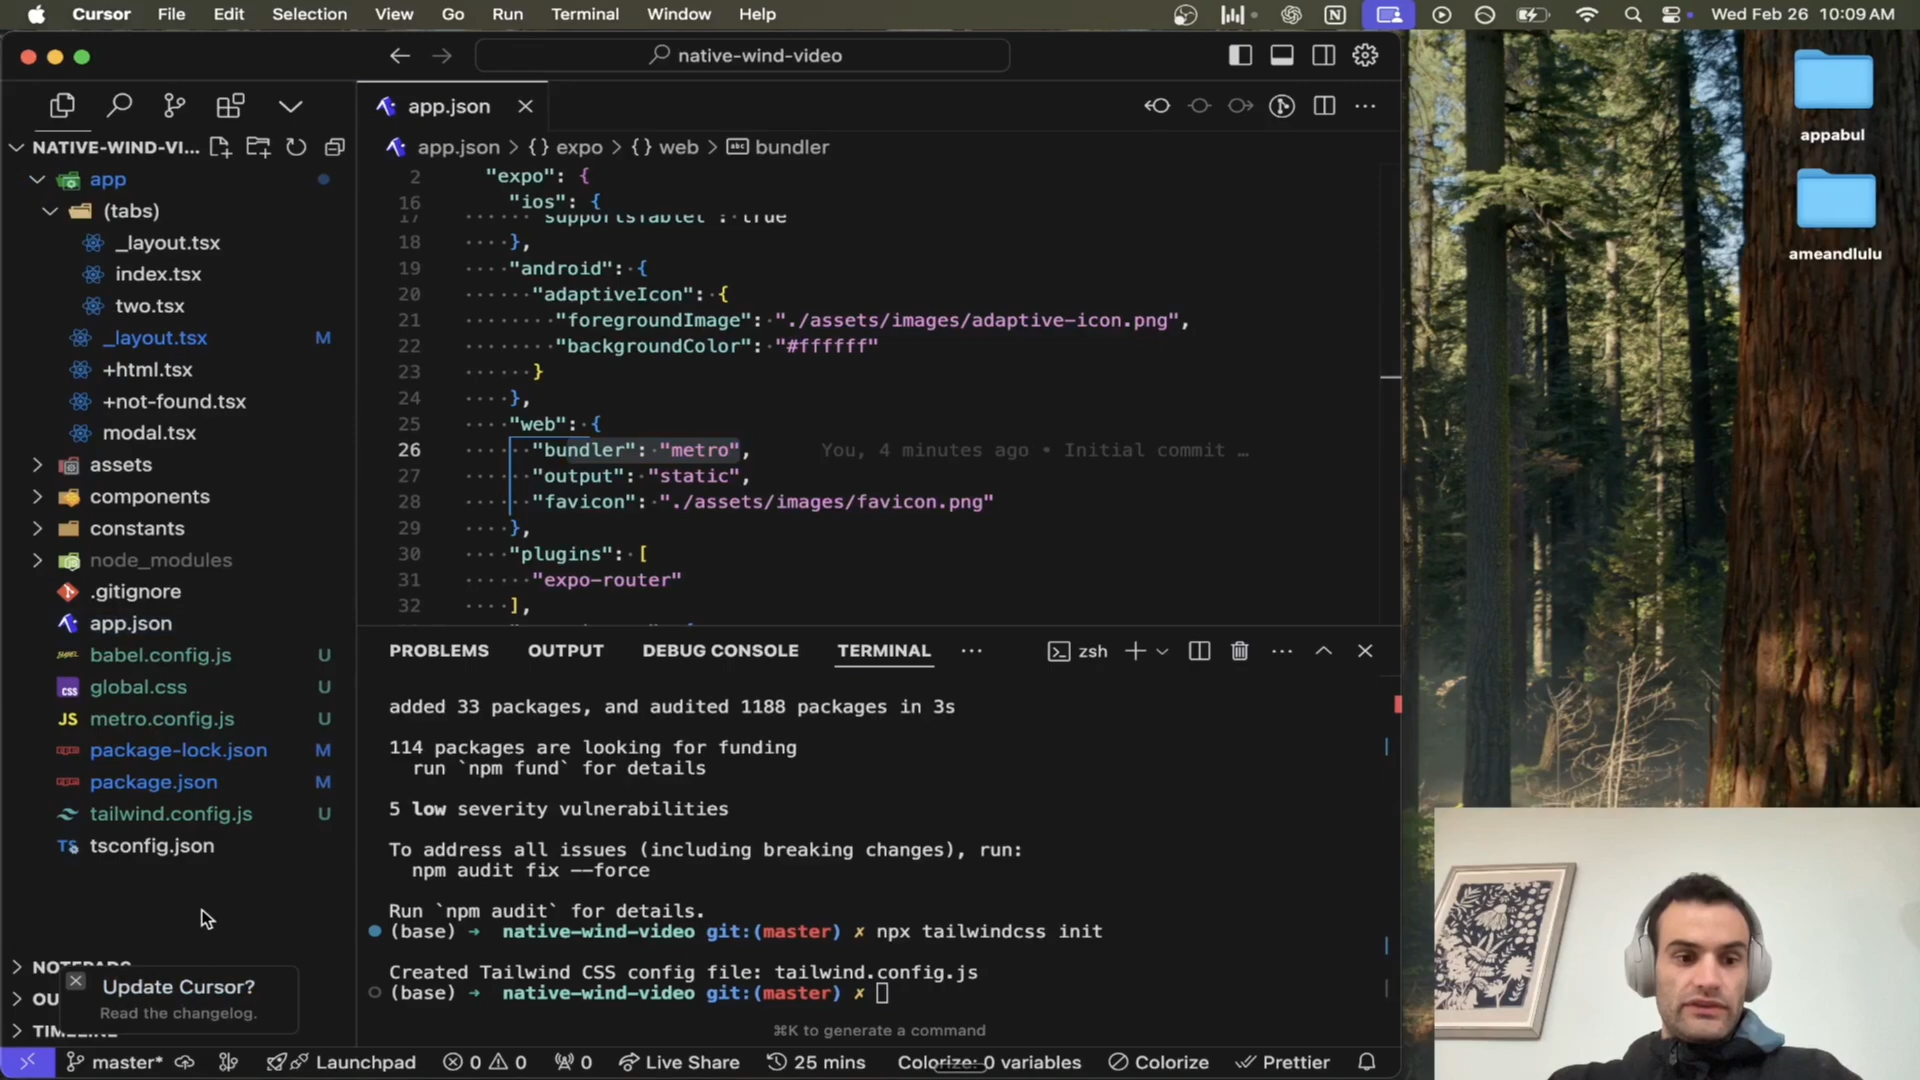 Cursor File Edit Selection View Go Run Terminal Window Help Wed Feb 26 10:09 AM
native-wind-video
app.json
NATIVE-WIND-VI...
app.json > {} expo > {} web > bundler
app
(tabs)
_layout.tsx
index.tsx
two.tsx
_layout.tsx M
+html.tsx
+not-found.tsx
modal.tsx
assets
components
constants
node_modules
.gitignore
app.json
babel.config.js U
global.css U
metro.config.js U
package-lock.json M
package.json M
tailwind.config.js U
tsconfig.json
NOTEPADS
OU
TIMELINE
Update Cursor?
Read the changelog.
2 "expo": {
16 "ios": {
17 "supportsTablet": true
18 },
19 "android": {
20 "adaptiveIcon": {
21 "foregroundImage": "./assets/images/adaptive-icon.png",
22 "backgroundColor": "#ffffff"
23 }
24 },
25 "web": {
26 "bundler": "metro", You, 4 minutes ago • Initial commit …
27 "output": "static",
28 "favicon": "./assets/images/favicon.png"
29 },
30 "plugins": [
31 "expo-router"
32 ],
PROBLEMS OUTPUT DEBUG CONSOLE TERMINAL zsh
added 33 packages, and audited 1188 packages in 3s
114 packages are looking for funding
run `npm fund` for details
5 low severity vulnerabilities
To address all issues (including breaking changes), run:
npm audit fix --force
Run `npm audit` for details.
(base) → native-wind-video git:(master) ✗ npx tailwindcss init
Created Tailwind CSS config file: tailwind.config.js
(base) → native-wind-video git:(master) ✗
⌘K to generate a command
master* Launchpad 0 0 0 Live Share 25 mins Colorize: 0 variables Colorize Prettier
appabul
ameandlulu